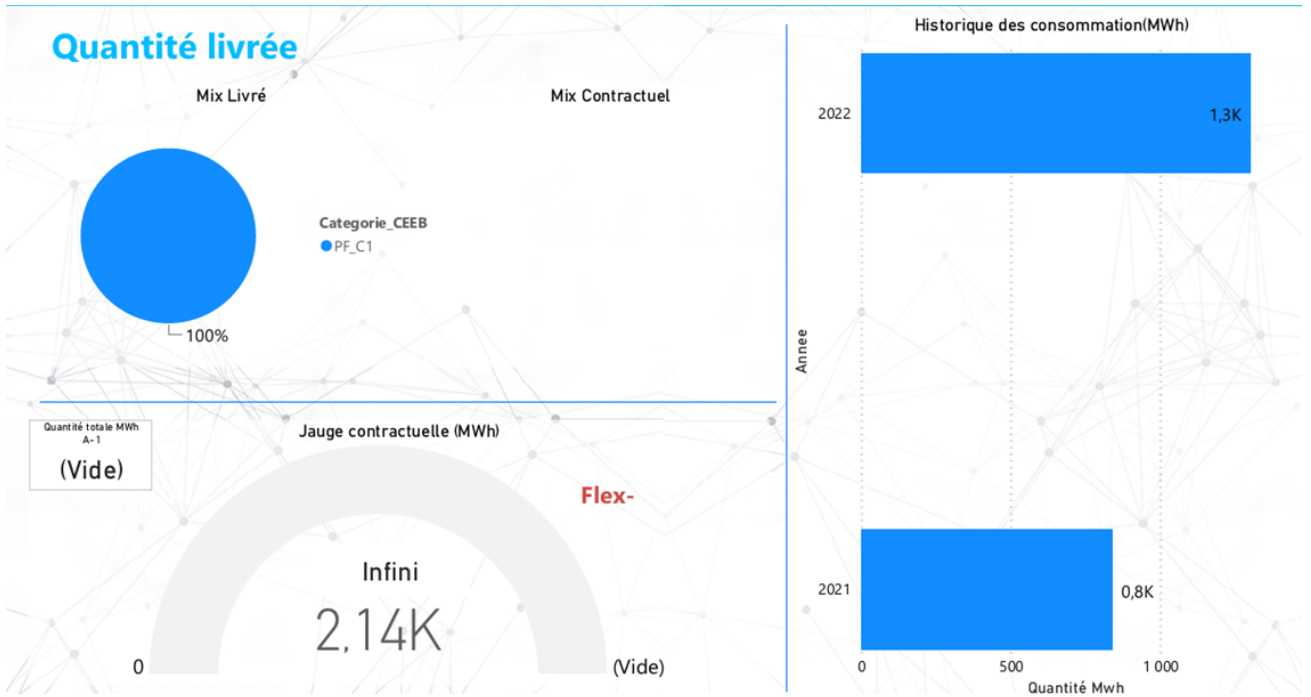 Quantité livrée
Mix Livré
Mix Contractuel
Categorie_CEEB
PF_C1
100%
Quantité totale MWh
A-1
(Vide)
Jauge contractuelle (MWh)
Flex-
Infini
2,14K
0
(Vide)
Historique des consommation(MWh)
Annee
2022
1,3K
2021
0,8K
0
500
1 000
Quantité Mwh